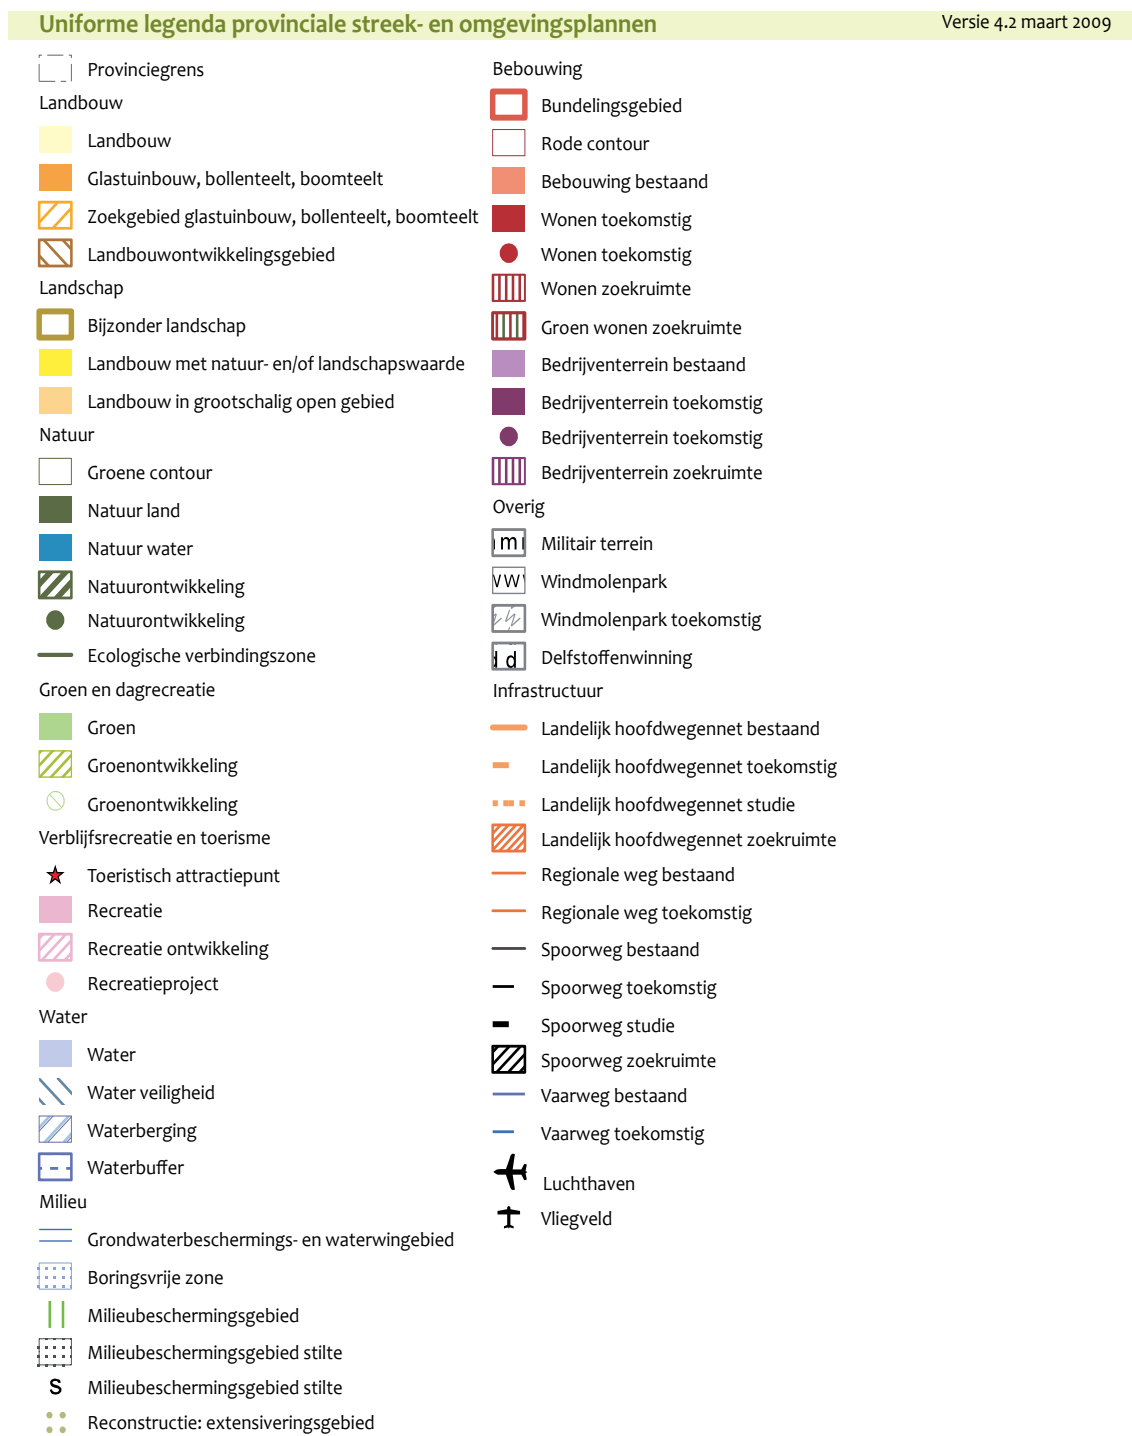 Uniforme legenda provinciale streek- en omgevingsplannen
Versie 4.2 maart 2009
Provinciegrens
Landbouw
Landbouw
Glastuinbouw, bollenteelt, boomteelt
Zoekgebied glastuinbouw, bollenteelt, boomteelt
Landbouwontwikkelingsgebied
Landschap
Bijzonder landschap
Landbouw met natuur- en/of landschapswaarde
Landbouw in grootschalig open gebied
Natuur
Groene contour
Natuur land
Natuur water
Natuurontwikkeling
Natuurontwikkeling
Ecologische verbindingszone
Groen en dagrecreatie
Groen
Groenontwikkeling
Groenontwikkeling
Verblijfsrecreatie en toerisme
Toeristisch attractiepunt
Recreatie
Recreatie ontwikkeling
Recreatieproject
Water
Water
Water veiligheid
Waterberging
Waterbuffer
Milieu
Grondwaterbeschermings- en waterwingebied
Boringsvrije zone
Milieubeschermingsgebied
Milieubeschermingsgebied stilte
S Milieubeschermingsgebied stilte
Reconstructie: extensiveringsgebied
Bebouwing
Bundelingsgebied
Rode contour
Bebouwing bestaand
Wonen toekomstig
Wonen toekomstig
Wonen zoekruimte
Groen wonen zoekruimte
Bedrijventerrein bestaand
Bedrijventerrein toekomstig
Bedrijventerrein toekomstig
Bedrijventerrein zoekruimte
Overig
m Militair terrein
vw Windmolenpark
Windmolenpark toekomstig
d Delfstoffenwinning
Infrastructuur
Landelijk hoofdwegennet bestaand
Landelijk hoofdwegennet toekomstig
Landelijk hoofdwegennet studie
Landelijk hoofdwegennet zoekruimte
Regionale weg bestaand
Regionale weg toekomstig
Spoorweg bestaand
Spoorweg toekomstig
Spoorweg studie
Spoorweg zoekruimte
Vaarweg bestaand
Vaarweg toekomstig
Luchthaven
Vliegveld